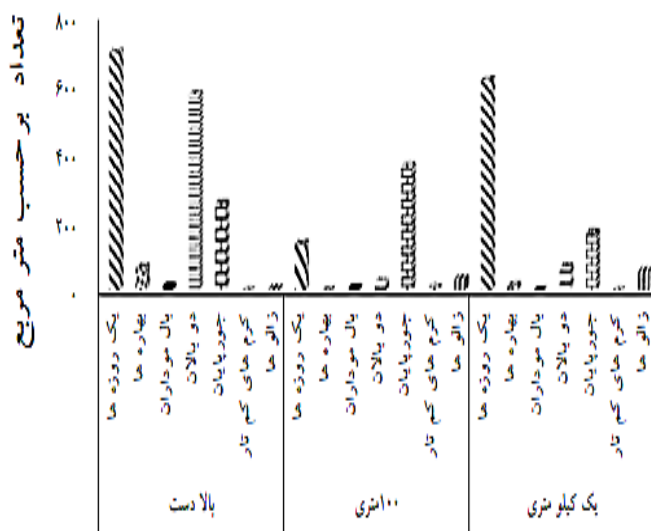 تعداد بر حسب متر مربع
۸۰۰
۶۰۰
۴۰۰
۲۰۰
۰
یک روزه ها
بهاره ها
بال موداران
دو بالان
جورپایان
کرم های کم تار
زالو ها
یک روزه ها
بهاره ها
بال موداران
دو بالان
جورپایان
کرم های کم تار
زالو ها
یک روزه ها
بهاره ها
بال موداران
دو بالان
جورپایان
کرم های کم تار
زالو ها
بالا دست
۱۰۰متری
یک کیلو متری